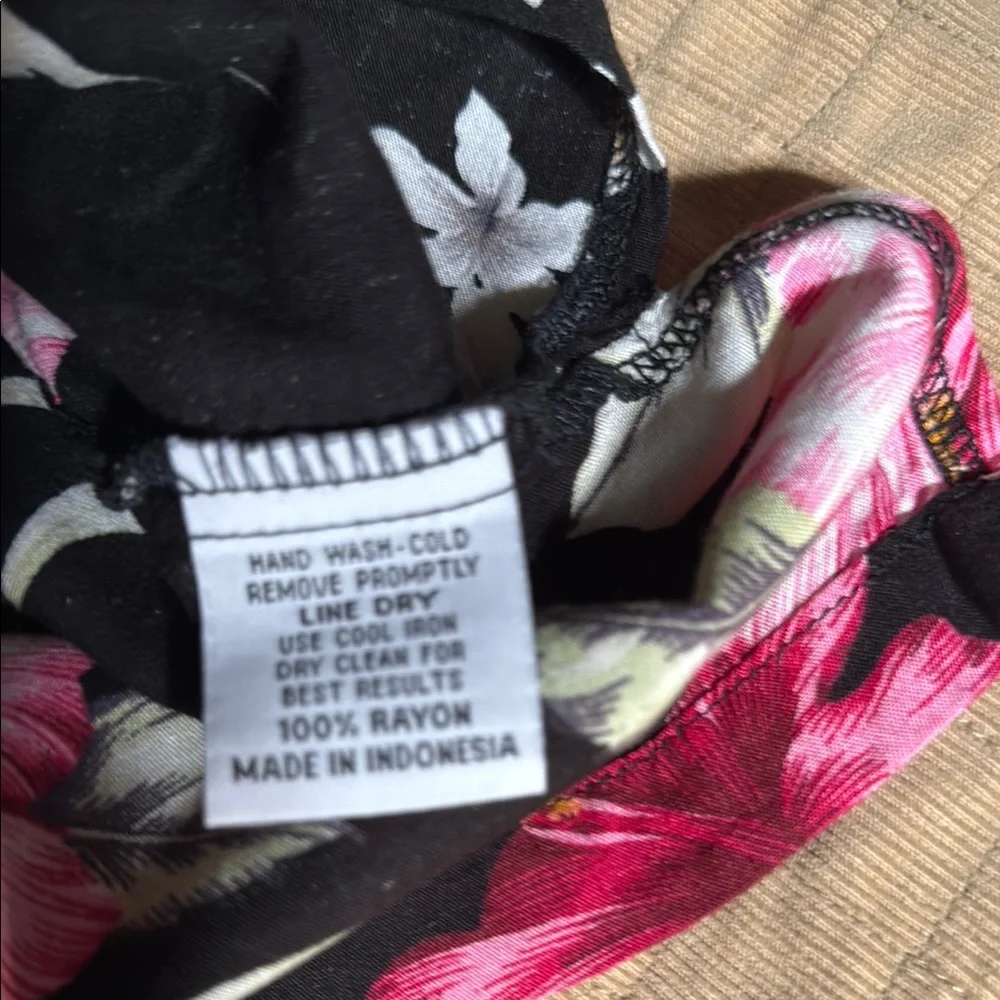 HAND WASH-COLD
REMOVE PROMPTLY
LINE DRY
USE COOL IRON
DRY CLEAN FOR
BEST RESULTS
100% RAYON
MADE IN INDONESIA